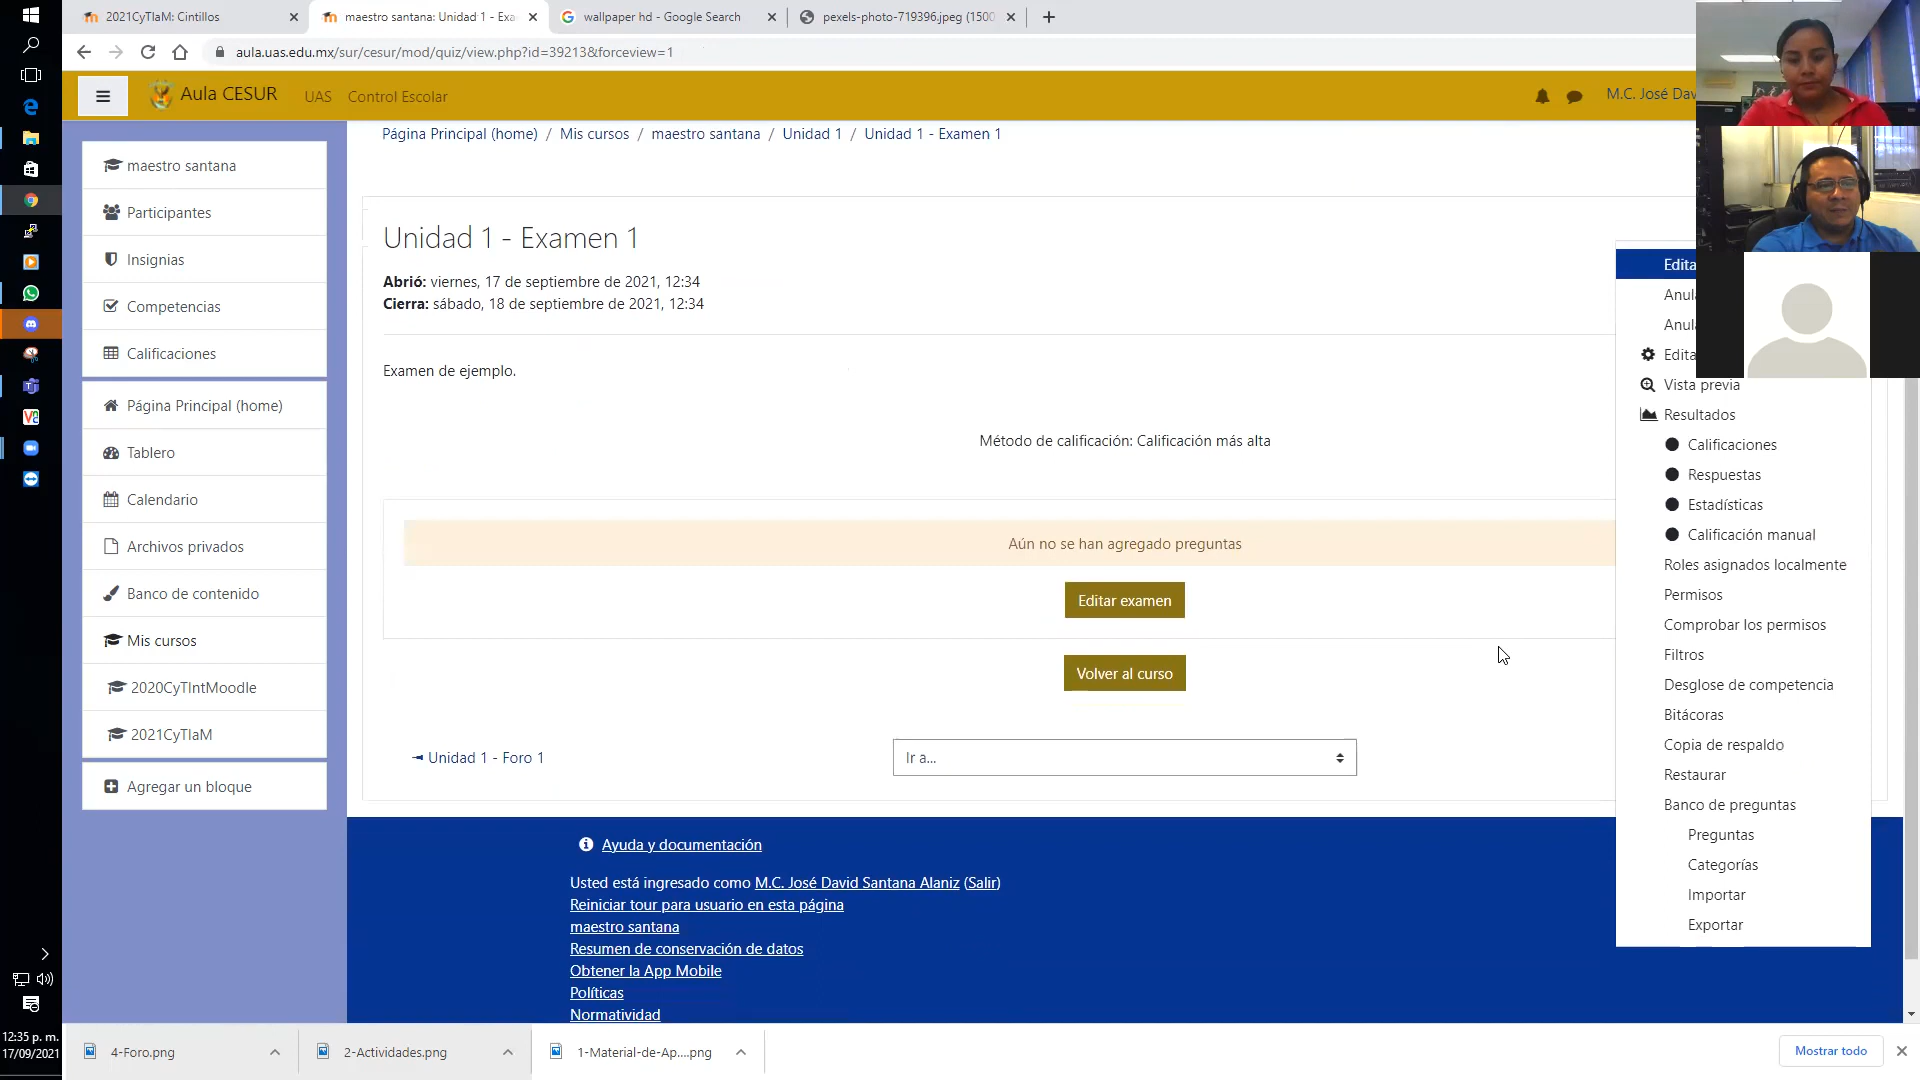 2021CyTIaM: Cintillos
maestro santana: Unidad 1 - Exa
wallpaper hd - Google Search
pexels-photo-719396.jpeg (1500
aula.uas.edu.mx/sur/cesur/mod/quiz/view.php?id=39213&forceview=1
Aula CESUR
UAS
Control Escolar
M.C. José Dav
Página Principal (home) / Mis cursos / maestro santana / Unidad 1 / Unidad 1 - Examen 1
maestro santana
Participantes
Insignias
Competencias
Calificaciones
Página Principal (home)
Tablero
Calendario
Archivos privados
Banco de contenido
Mis cursos
2020CyTIntMoodle
2021CyTIaM
Agregar un bloque
Unidad 1 - Examen 1
Abrió: viernes, 17 de septiembre de 2021, 12:34
Cierra: sábado, 18 de septiembre de 2021, 12:34
Examen de ejemplo.
Método de calificación: Calificación más alta
Aún no se han agregado preguntas
Editar examen
Volver al curso
◄ Unidad 1 - Foro 1
Ir a...
Edita
Anul
Anul
Edita
Vista previa
Resultados
Calificaciones
Respuestas
Estadísticas
Calificación manual
Roles asignados localmente
Permisos
Comprobar los permisos
Filtros
Desglose de competencia
Bitácoras
Copia de respaldo
Restaurar
Banco de preguntas
Preguntas
Categorías
Importar
Exportar
Ayuda y documentación
Usted está ingresado como M.C. José David Santana Alaniz (Salir)
Reiniciar tour para usuario en esta página
maestro santana
Resumen de conservación de datos
Obtener la App Mobile
Políticas
Normatividad
12:35 p. m.
17/09/2021
4-Foro.png
2-Actividades.png
1-Material-de-Ap....png
Mostrar todo